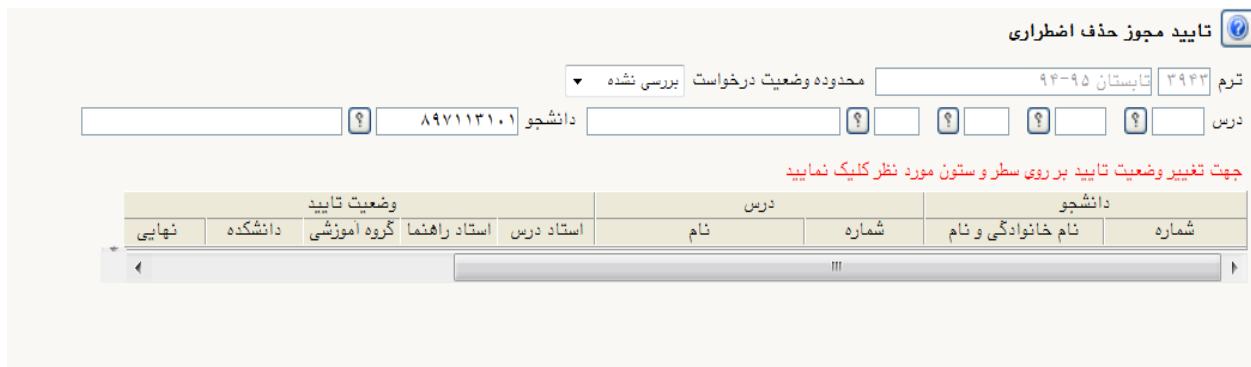 تایید مجوز حذف اضطراری
ترم ۳۹۴۳ تابستان ۹۵-۹۴ محدوده وضعیت درخواست بررسی نشده
درس ؟ ؟ ؟ ؟ دانشجو ۸۹۷۱۱۳۱۰۱ ؟
جهت تغییر وضعیت تایید بر روی سطر و ستون مورد نظر کلیک نمایید
دانشجو درس وضعیت تایید
شماره نام خانوادگی و نام شماره نام استاد درس استاد راهنما گروه آموزشی دانشکده نهایی